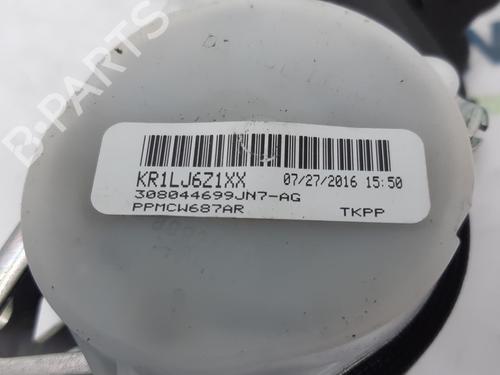 B-PARTS
KR1LJ6Z1XX 07/27/2016 15:50
308044699JN7-AG
PPMCW687AR TKPP